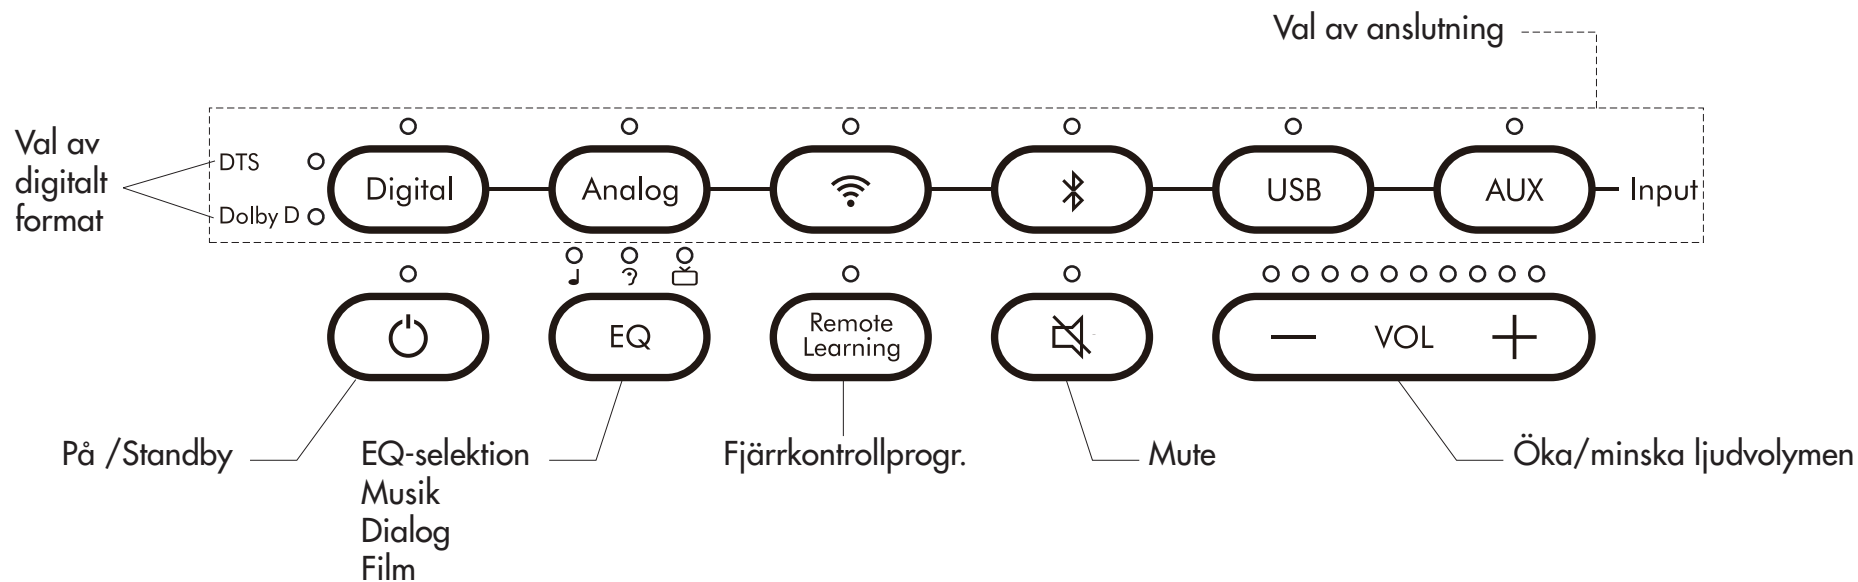 Val av anslutning
Val av
digitalt
format
DTS
Dolby D
Digital
Analog
USB
AUX
Input
EQ
Remote
Learning
VOL
På /Standby
EQ-selektion
Musik
Dialog
Film
Fjärrkontrollprogr.
Mute
Öka/minska ljudvolymen